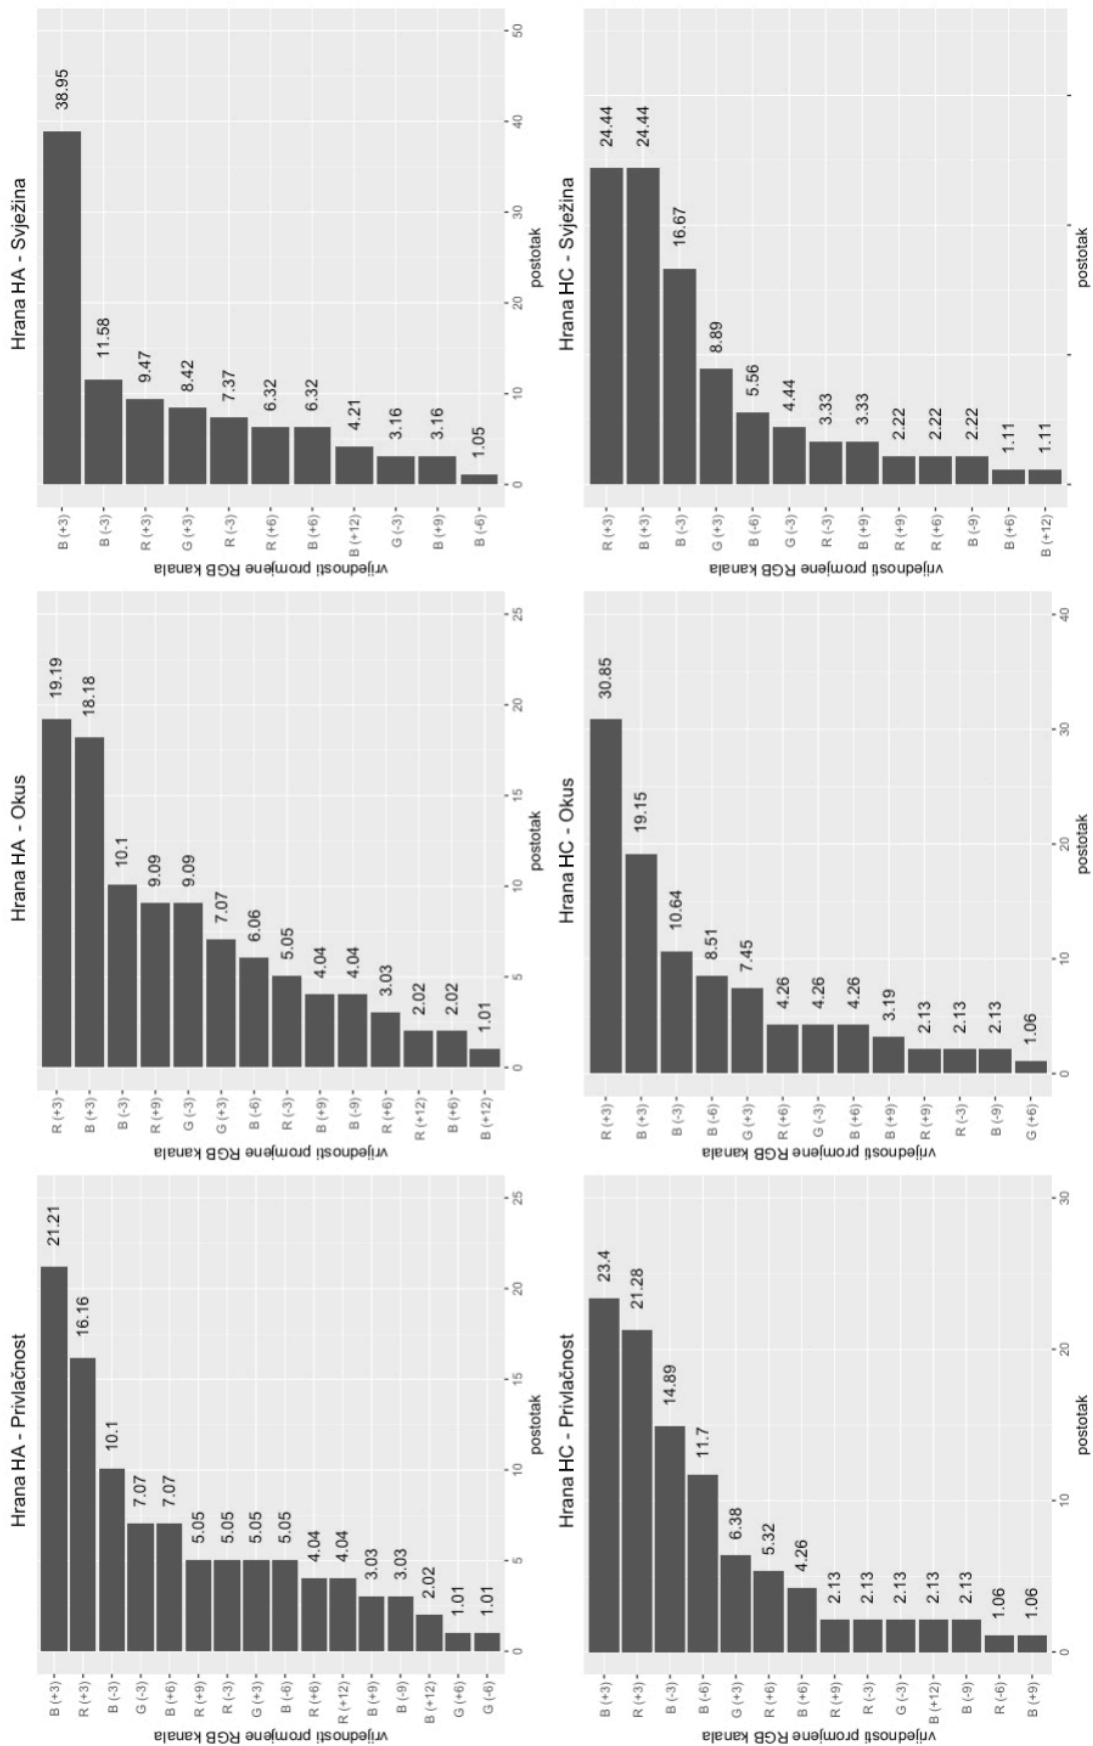 Hrana HA - Privlačnost
vrijednosti promjene RGB kanala
B (+3) 21.21
R (+3) 16.16
B (-3) 10.1
G (-3) 7.07
B (+6) 7.07
R (+9) 5.05
R (-3) 5.05
G (+3) 5.05
B (-6) 5.05
R (+6) 4.04
R (+12) 4.04
B (+9) 3.03
B (-9) 3.03
B (+12) 2.02
G (+6) 1.01
G (-6) 1.01
0 5 10 15 20 25
postotak
Hrana HA - Okus
vrijednosti promjene RGB kanala
R (+3) 19.19
B (+3) 18.18
B (-3) 10.1
R (+9) 9.09
G (-3) 9.09
G (+3) 7.07
B (-6) 6.06
R (-3) 5.05
B (+9) 4.04
B (-9) 4.04
R (+6) 3.03
R (+12) 2.02
B (+6) 2.02
B (+12) 1.01
0 5 10 15 20 25
postotak
Hrana HA - Svježina
vrijednosti promjene RGB kanala
B (+3) 38.95
B (-3) 11.58
R (+3) 9.47
G (+3) 8.42
R (-3) 7.37
R (+6) 6.32
B (+6) 6.32
B (+12) 4.21
G (-3) 3.16
B (+9) 3.16
B (-6) 1.05
0 10 20 30 40 50
postotak
Hrana HC - Privlačnost
vrijednosti promjene RGB kanala
B (+3) 23.4
R (+3) 21.28
B (-3) 14.89
B (-6) 11.7
G (+3) 6.38
R (+6) 5.32
B (+6) 4.26
R (+9) 2.13
R (-3) 2.13
G (-3) 2.13
B (+12) 2.13
B (-9) 2.13
R (-6) 1.06
B (+9) 1.06
0 10 20 30
postotak
Hrana HC - Okus
vrijednosti promjene RGB kanala
R (+3) 30.85
B (+3) 19.15
B (-3) 10.64
B (-6) 8.51
G (+3) 7.45
R (+6) 4.26
G (-3) 4.26
B (+6) 4.26
B (+9) 3.19
R (+9) 2.13
R (-3) 2.13
B (-9) 2.13
G (+6) 1.06
0 10 20 30 40
postotak
Hrana HC - Svježina
vrijednosti promjene RGB kanala
R (+3) 24.44
B (+3) 24.44
B (-3) 16.67
G (+3) 8.89
B (-6) 5.56
G (-3) 4.44
R (-3) 3.33
B (+9) 3.33
R (+9) 2.22
R (+6) 2.22
B (-9) 2.22
B (+6) 1.11
B (+12) 1.11
postotak